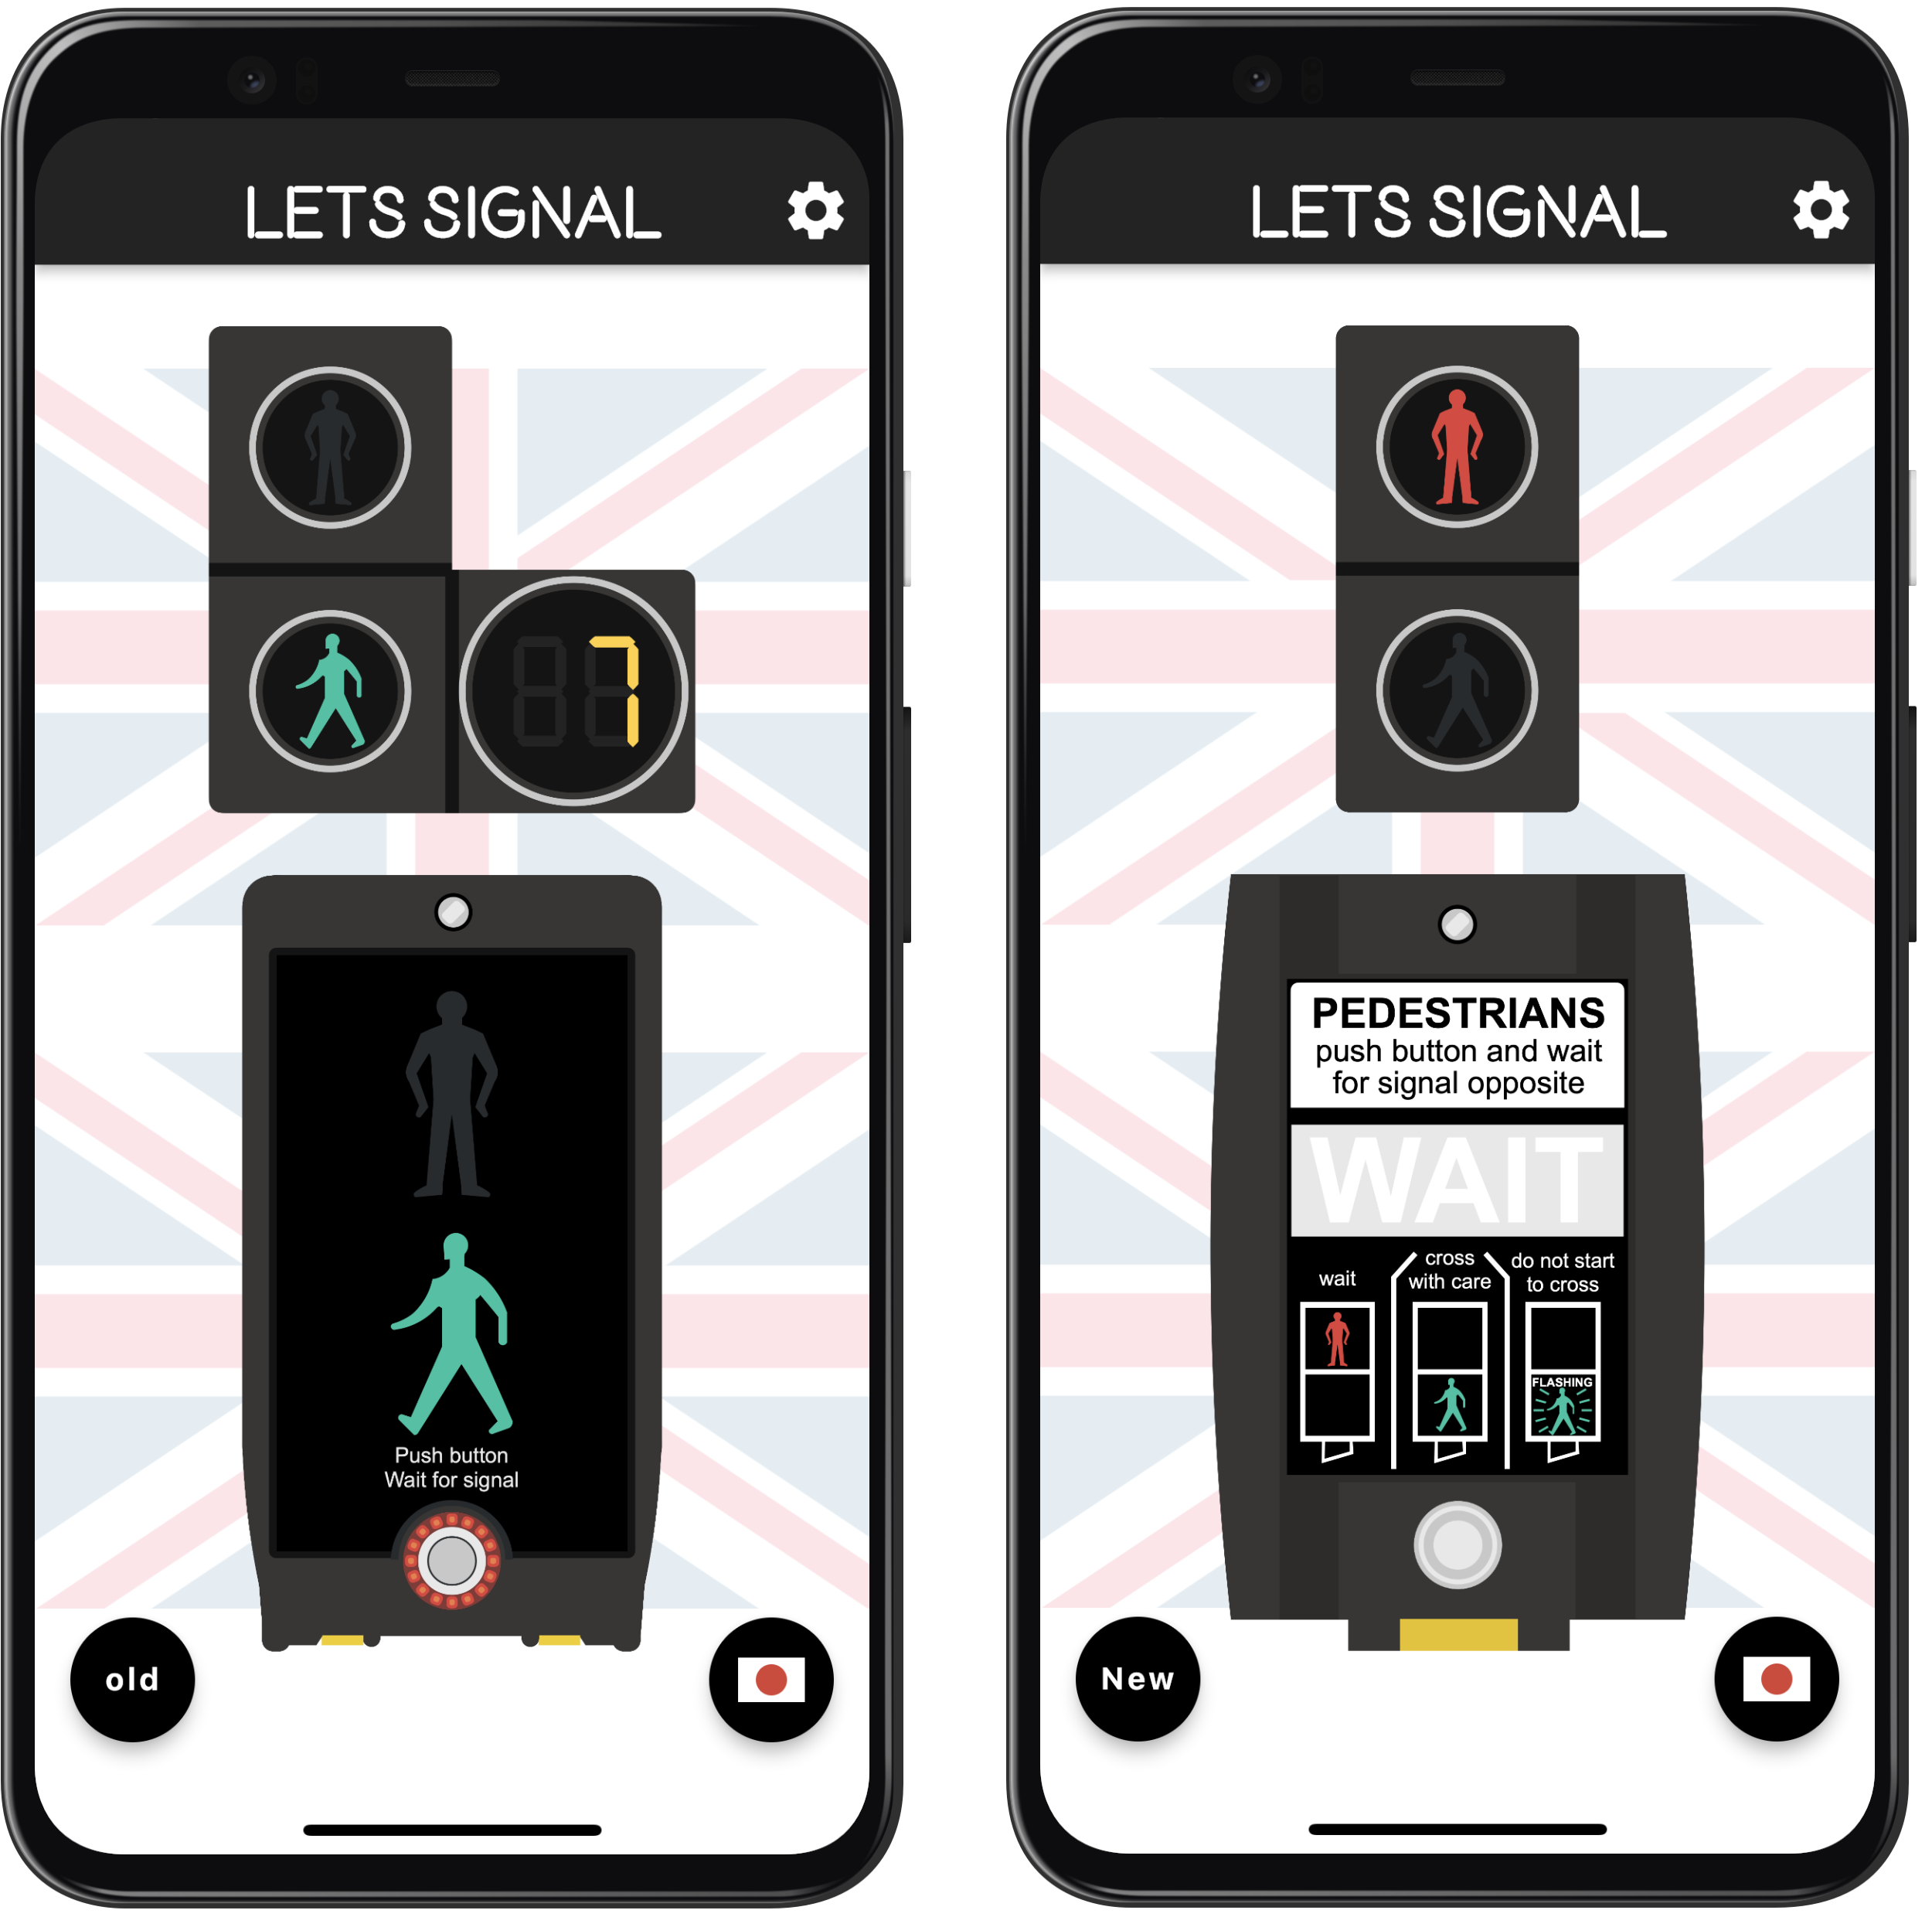 LETS SIGNAL
7
Push button
Wait for signal
old
LETS SIGNAL
PEDESTRIANS
push button and wait
for signal opposite
WAIT
wait
cross
with care
do not start
to cross
FLASHING
New